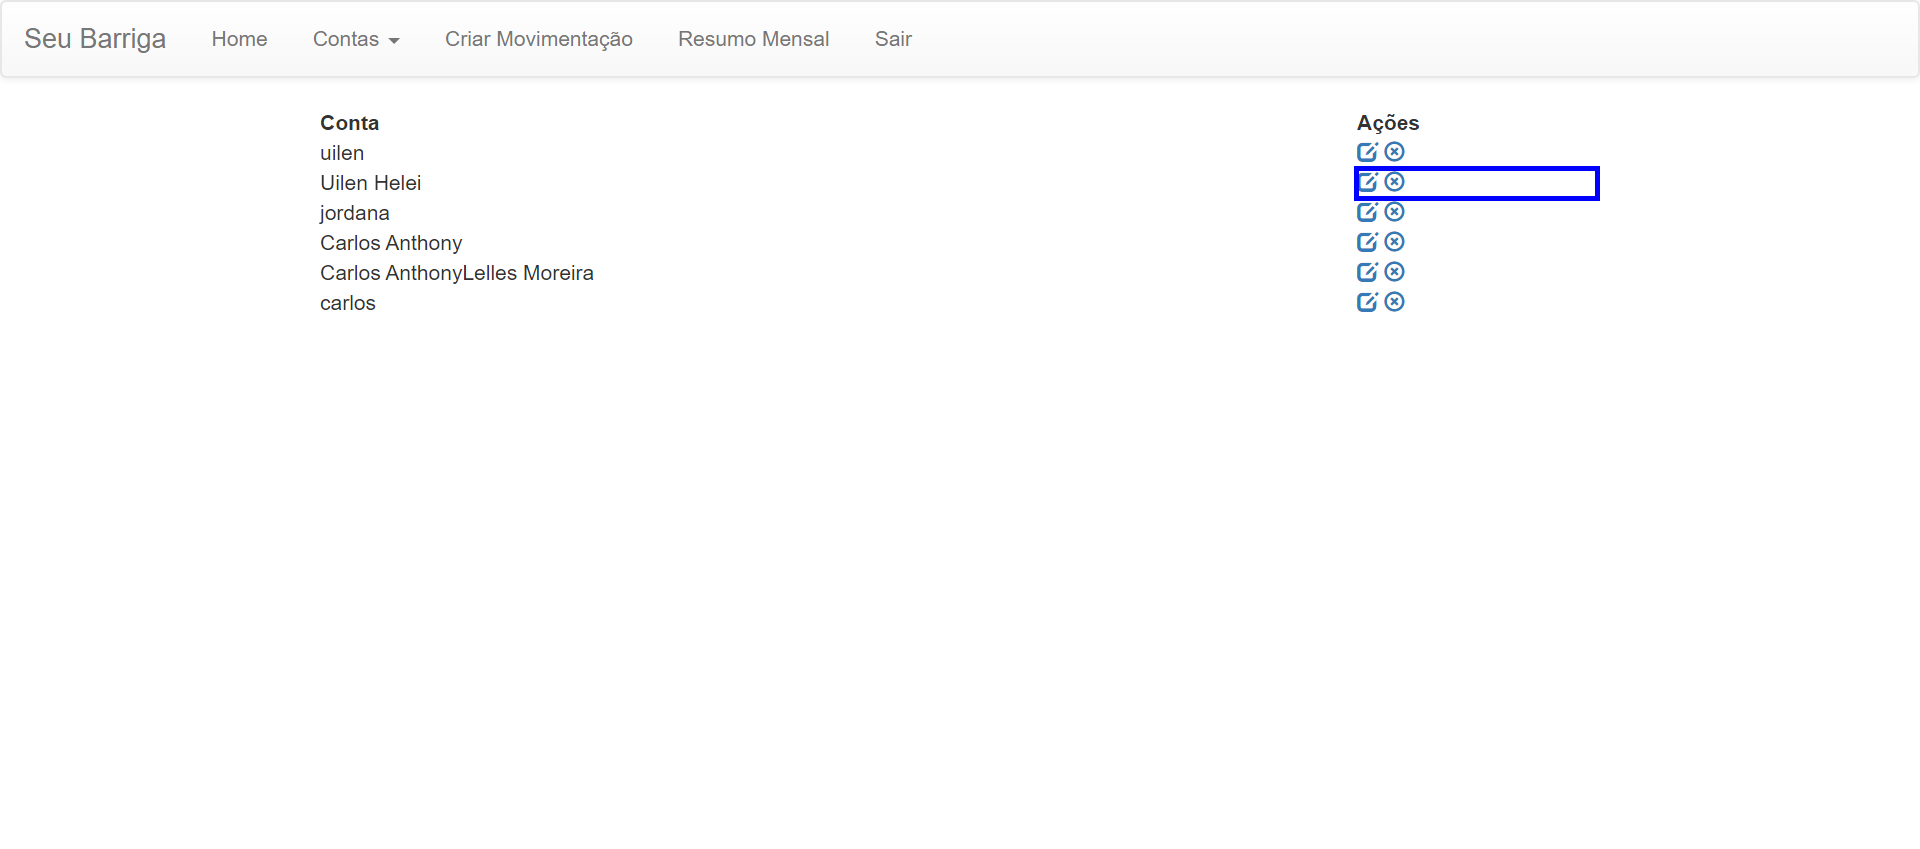 Seu Barriga Home Contas Criar Movimentação Resumo Mensal Sair
Conta Ações
uilen
Uilen Helei
jordana
Carlos Anthony
Carlos AnthonyLelles Moreira
carlos